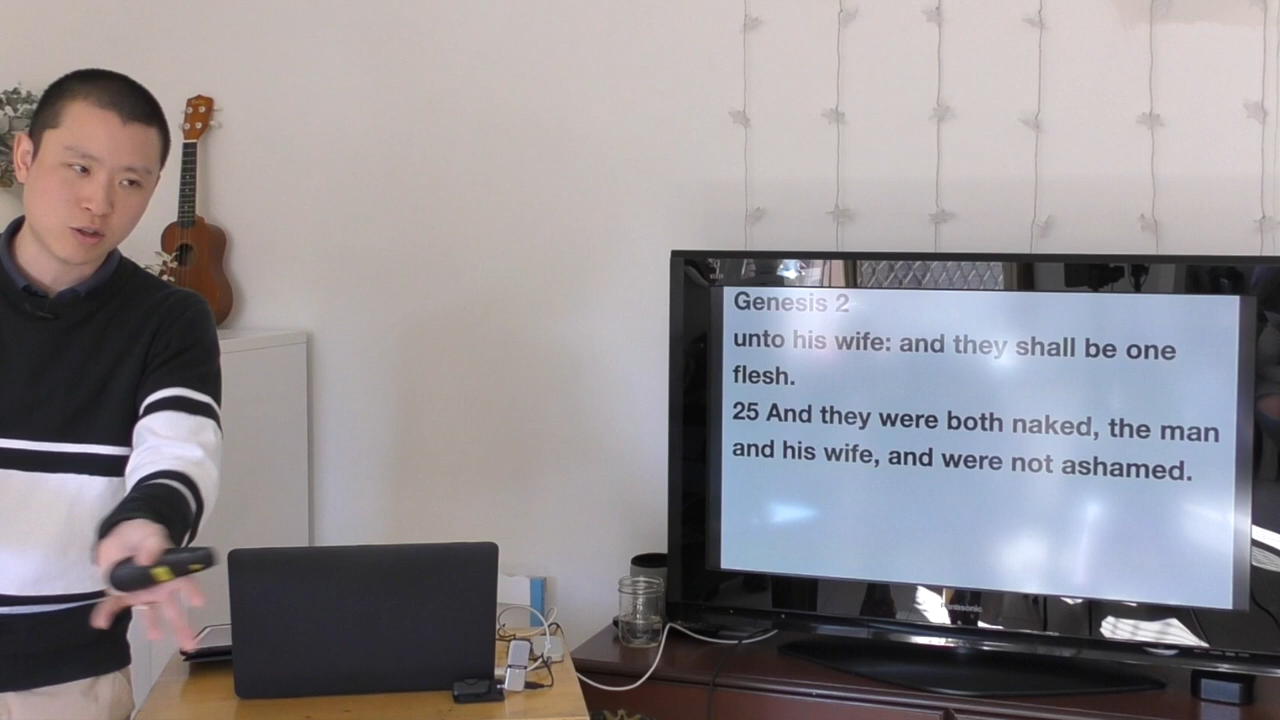 Genesis 2
unto his wife: and they shall be one
flesh.
25 And they were both naked, the man
and his wife, and were not ashamed.
Panasonic